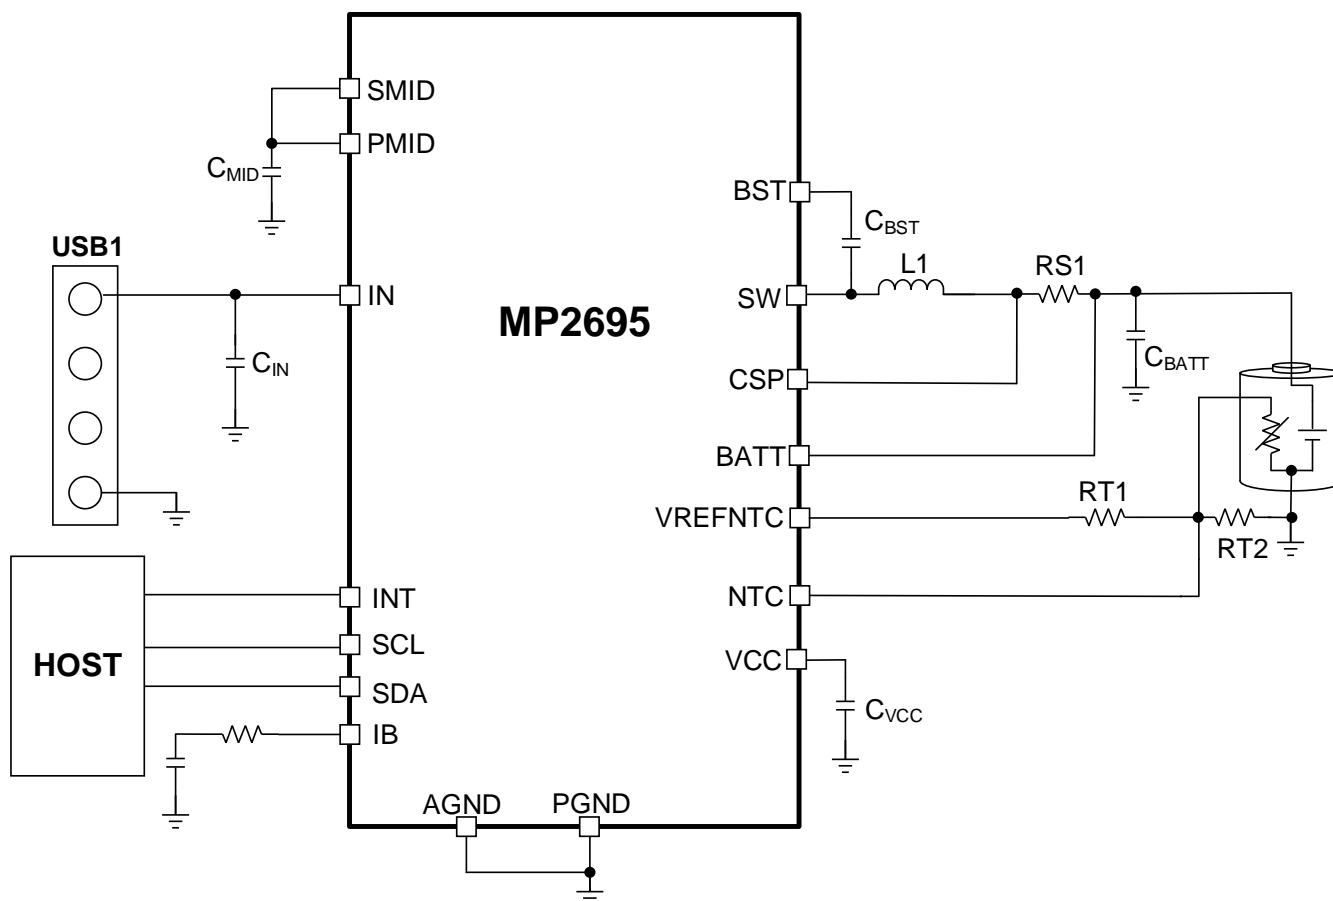 SMID
PMID
C_MID
BST
C_BST
USB1
L1
RS1
IN
MP2695
SW
C_IN
C_BATT
CSP
BATT
RT1
VREFNTC
RT2
INT
NTC
SCL
HOST
VCC
SDA
C_VCC
IB
AGND
PGND